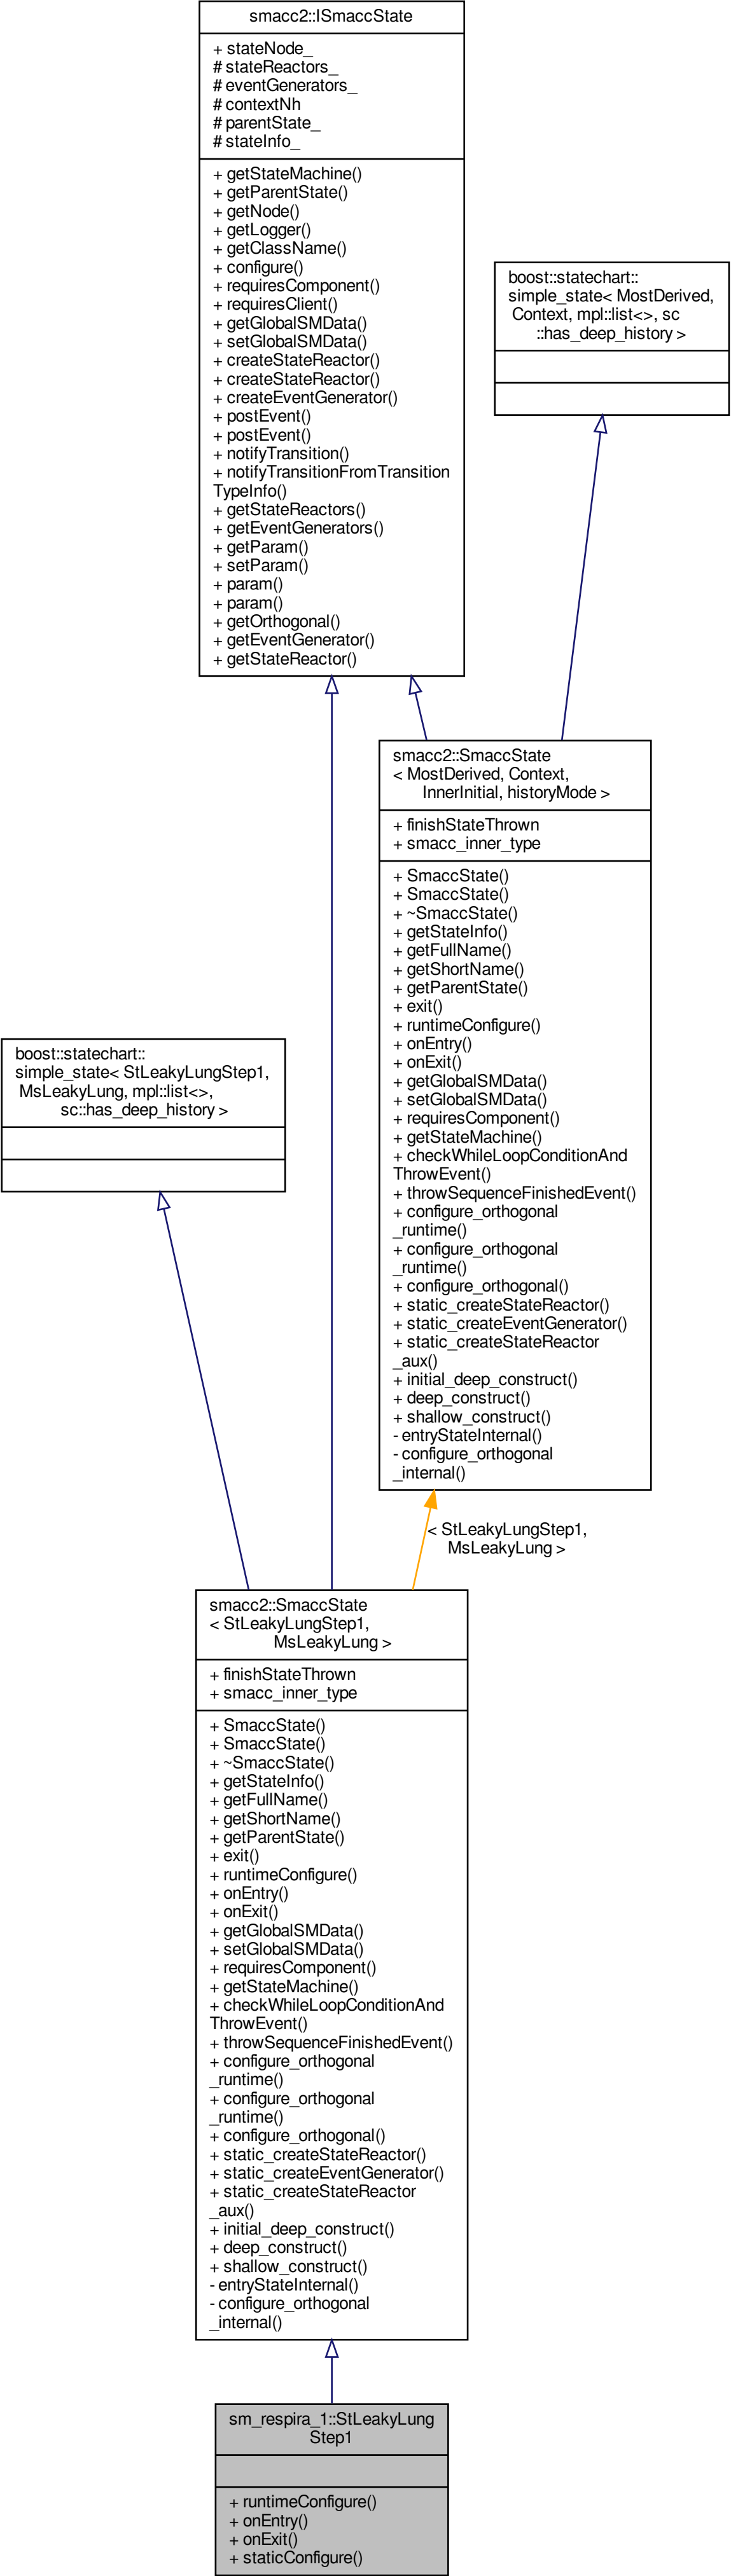 smacc2::ISmaccState
+ stateNode_
# stateReactors_
# eventGenerators_
# contextNh
# parentState_
# stateInfo_
+ getStateMachine()
+ getParentState()
+ getNode()
+ getLogger()
+ getClassName()
+ configure()
+ requiresComponent()
+ requiresClient()
+ getGlobalSMData()
+ setGlobalSMData()
+ createStateReactor()
+ createStateReactor()
+ createEventGenerator()
+ postEvent()
+ postEvent()
+ notifyTransition()
+ notifyTransitionFromTransition
TypeInfo()
+ getStateReactors()
+ getEventGenerators()
+ getParam()
+ setParam()
+ param()
+ param()
+ getOrthogonal()
+ getEventGenerator()
+ getStateReactor()
boost::statechart::
simple_state< MostDerived,
Context, mpl::list<>, sc
::has_deep_history >
smacc2::SmaccState
< MostDerived, Context,
InnerInitial, historyMode >
+ finishStateThrown
+ smacc_inner_type
+ SmaccState()
+ SmaccState()
+ ~SmaccState()
+ getStateInfo()
+ getFullName()
+ getShortName()
+ getParentState()
+ exit()
+ runtimeConfigure()
+ onEntry()
+ onExit()
+ getGlobalSMData()
+ setGlobalSMData()
+ requiresComponent()
+ getStateMachine()
+ checkWhileLoopConditionAnd
ThrowEvent()
+ throwSequenceFinishedEvent()
+ configure_orthogonal
_runtime()
+ configure_orthogonal
_runtime()
+ configure_orthogonal()
+ static_createStateReactor()
+ static_createEventGenerator()
+ static_createStateReactor
_aux()
+ initial_deep_construct()
+ deep_construct()
+ shallow_construct()
- entryStateInternal()
- configure_orthogonal
_internal()
boost::statechart::
simple_state< StLeakyLungStep1,
MsLeakyLung, mpl::list<>,
sc::has_deep_history >
< StLeakyLungStep1,
MsLeakyLung >
smacc2::SmaccState
< StLeakyLungStep1,
MsLeakyLung >
+ finishStateThrown
+ smacc_inner_type
+ SmaccState()
+ SmaccState()
+ ~SmaccState()
+ getStateInfo()
+ getFullName()
+ getShortName()
+ getParentState()
+ exit()
+ runtimeConfigure()
+ onEntry()
+ onExit()
+ getGlobalSMData()
+ setGlobalSMData()
+ requiresComponent()
+ getStateMachine()
+ checkWhileLoopConditionAnd
ThrowEvent()
+ throwSequenceFinishedEvent()
+ configure_orthogonal
_runtime()
+ configure_orthogonal
_runtime()
+ configure_orthogonal()
+ static_createStateReactor()
+ static_createEventGenerator()
+ static_createStateReactor
_aux()
+ initial_deep_construct()
+ deep_construct()
+ shallow_construct()
- entryStateInternal()
- configure_orthogonal
_internal()
sm_respira_1::StLeakyLung
Step1
+ runtimeConfigure()
+ onEntry()
+ onExit()
+ staticConfigure()